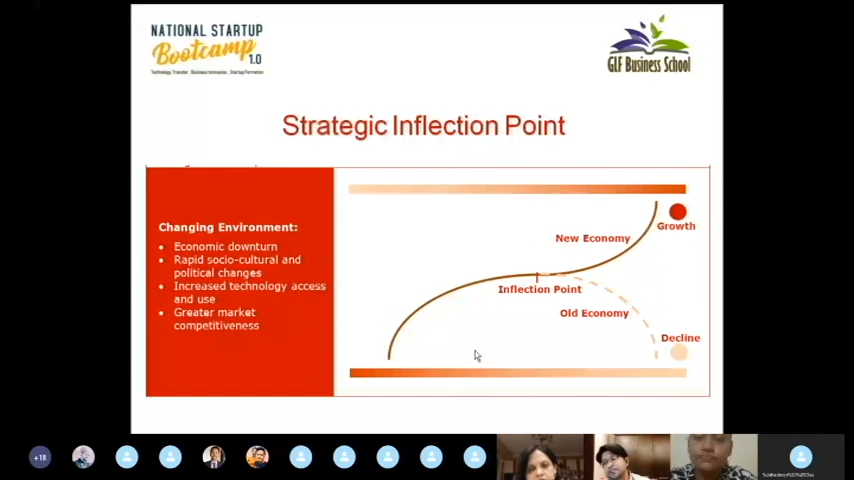 NATIONAL STARTUP
Bootcamp
1.0
Technology Transfer . Business Innovation . Startup Formation
GLF Business School
Strategic Inflection Point
Changing Environment:
• Economic downturn
• Rapid socio-cultural and
political changes
• Increased technology access
and use
• Greater market
competitiveness
Growth
New Economy
Inflection Point
Old Economy
Decline
+13